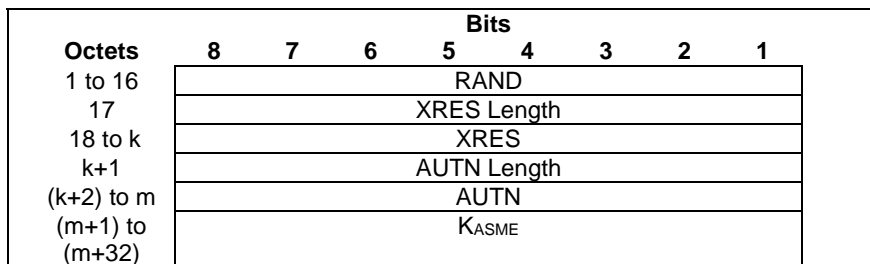 Bits
Octets 8 7 6 5 4 3 2 1
1 to 16 RAND
17 XRES Length
18 to k XRES
k+1 AUTN Length
(k+2) to m AUTN
(m+1) to KASME
(m+32)